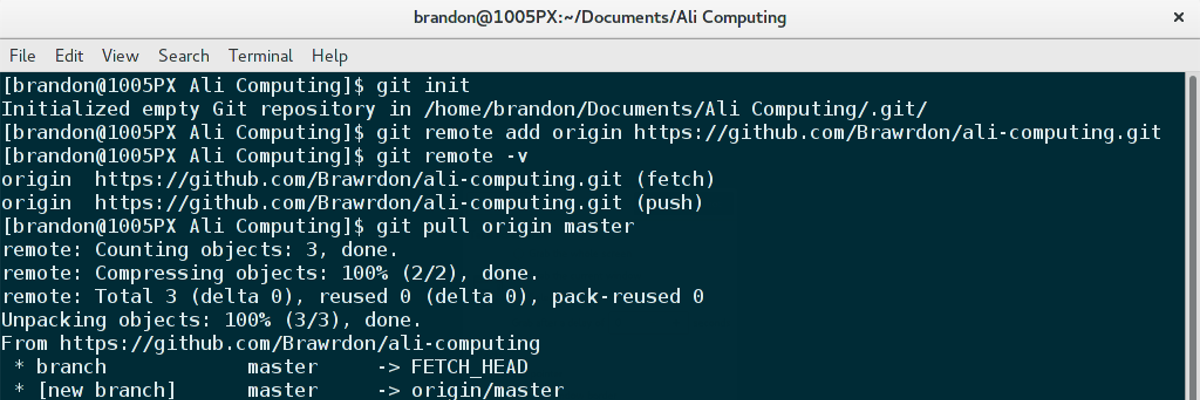 brandon@1005PX:~/Documents/Ali Computing ×
File Edit View Search Terminal Help
[brandon@1005PX Ali Computing]$ git init
Initialized empty Git repository in /home/brandon/Documents/Ali Computing/.git/
[brandon@1005PX Ali Computing]$ git remote add origin https://github.com/Brawrdon/ali-computing.git
[brandon@1005PX Ali Computing]$ git remote -v
origin  https://github.com/Brawrdon/ali-computing.git (fetch)
origin  https://github.com/Brawrdon/ali-computing.git (push)
[brandon@1005PX Ali Computing]$ git pull origin master
remote: Counting objects: 3, done.
remote: Compressing objects: 100% (2/2), done.
remote: Total 3 (delta 0), reused 0 (delta 0), pack-reused 0
Unpacking objects: 100% (3/3), done.
From https://github.com/Brawrdon/ali-computing
 * branch            master     -> FETCH_HEAD
 * [new branch]      master     -> origin/master